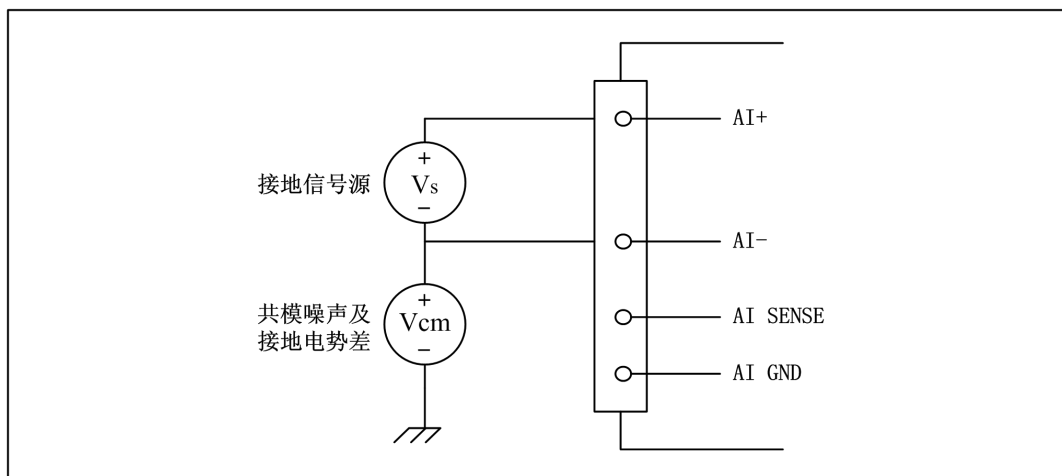 AI+
+
接地信号源
Vs
−
AI−
+
共模噪声及
接地电势差
Vcm
−
AI SENSE
AI GND